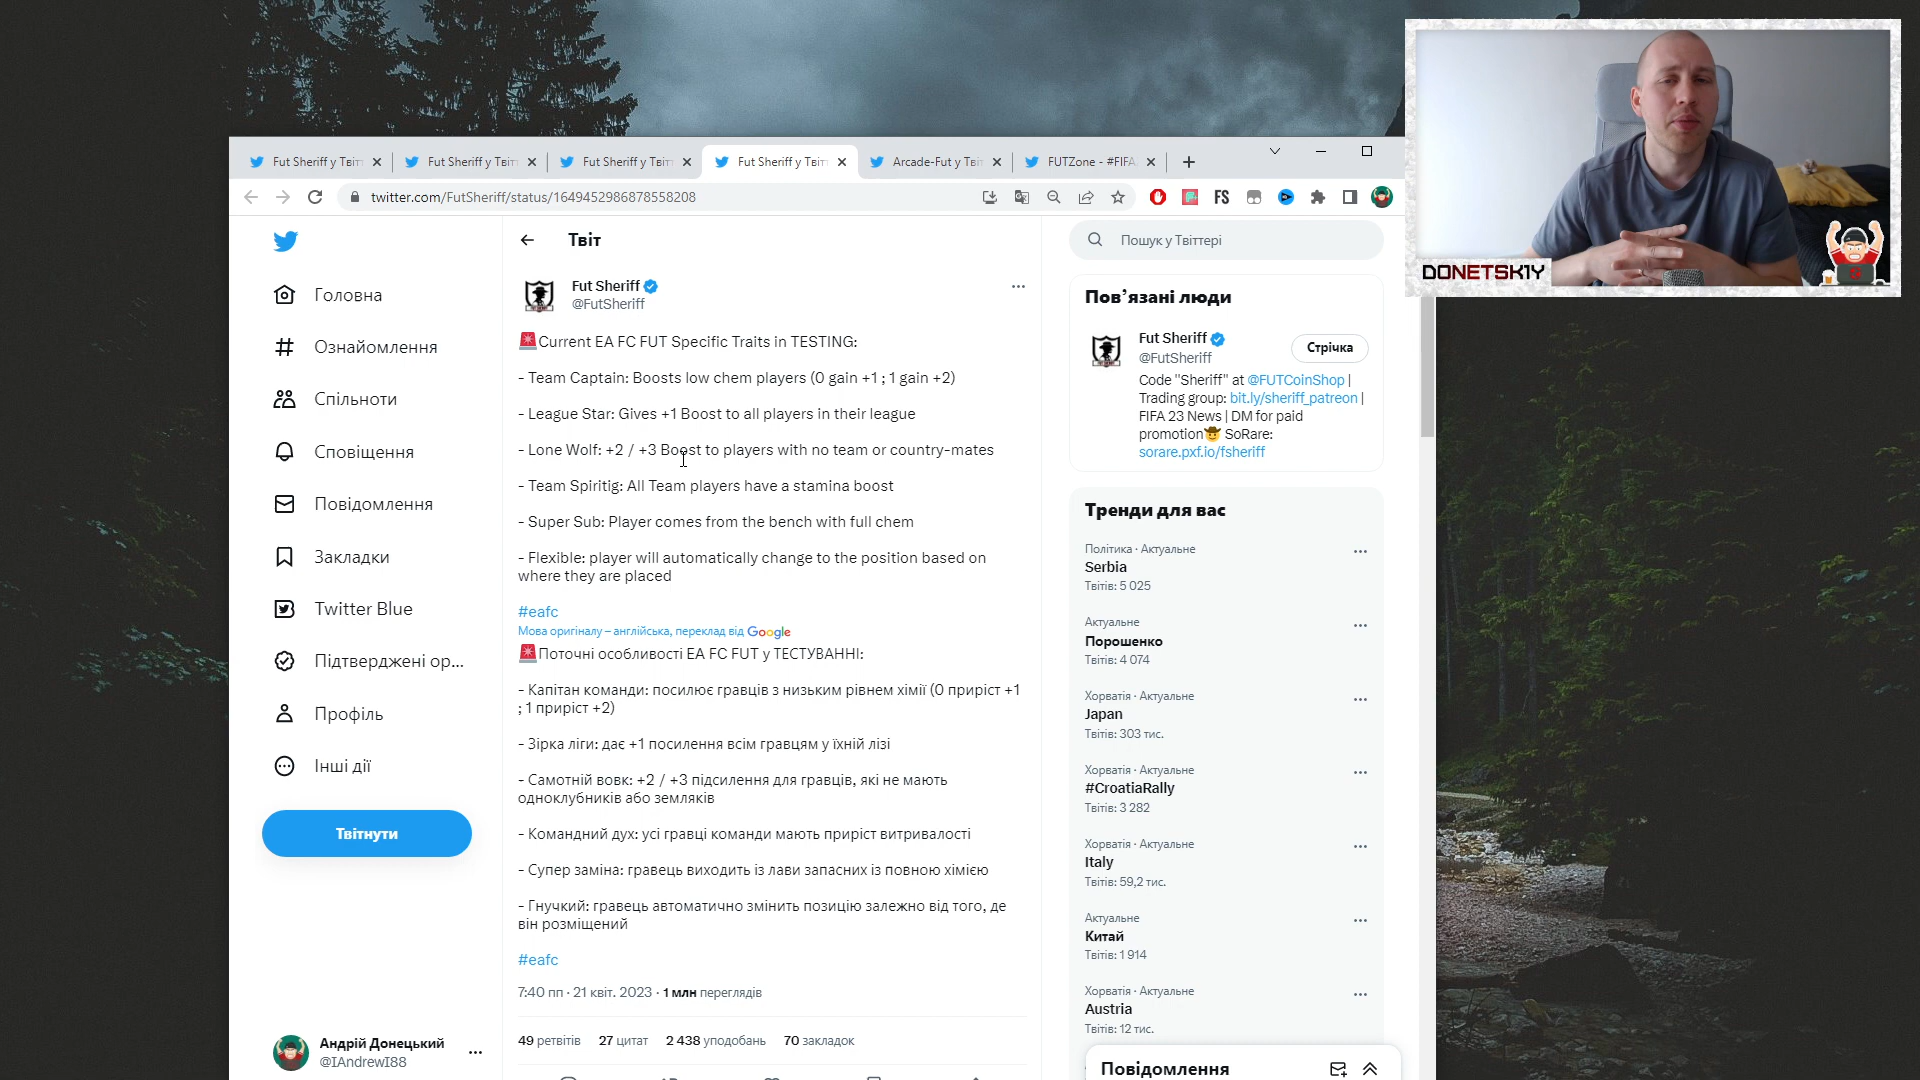 Fut Sheriff у Твіт
Fut Sheriff у Твіт
Fut Sheriff у Твіт
Fut Sheriff у Твіт
Arcade-Fut у Твіт
FUTZone - #FIFA
twitter.com/FutSheriff/status/1649452986878558208
FS
Головна
Ознайомлення
Спільноти
Сповіщення
Повідомлення
Закладки
Twitter Blue
Підтверджені ор...
Профіль
Інші дії
Твітнути
Андрій Донецький
@IAndrewI88
Твіт
Fut Sheriff
@FutSheriff
Current EA FC FUT Specific Traits in TESTING:
- Team Captain: Boosts low chem players (0 gain +1 ; 1 gain +2)
- League Star: Gives +1 Boost to all players in their league
- Lone Wolf: +2 / +3 Boost to players with no team or country-mates
- Team Spiritig: All Team players have a stamina boost
- Super Sub: Player comes from the bench with full chem
- Flexible: player will automatically change to the position based on
where they are placed
#eafc
Мова оригіналу – англійська, переклад від Google
Поточні особливості EA FC FUT у ТЕСТУВАННІ:
- Капітан команди: посилює гравців з низьким рівнем хімії (0 приріст +1
; 1 приріст +2)
- Зірка ліги: дає +1 посилення всім гравцям у їхній лізі
- Самотній вовк: +2 / +3 підсилення для гравців, які не мають
одноклубників або земляків
- Командний дух: усі гравці команди мають приріст витривалості
- Супер заміна: гравець виходить із лави запасних із повною хімією
- Гнучкий: гравець автоматично змінить позицію залежно від того, де
він розміщений
#eafc
7:40 пп · 21 квіт. 2023 · 1 млн переглядів
49 ретвітів 27 цитат 2 438 уподобань 70 закладок
Пошук у Твіттері
Пов’язані люди
Fut Sheriff
@FutSheriff
Стрічка
Code "Sheriff" at @FUTCoinShop |
Trading group: bit.ly/sheriff_patreon |
FIFA 23 News | DM for paid
promotion🤠 SoRare:
sorare.pxf.io/fsheriff
Тренди для вас
Політика · Актуальне
Serbia
Твітів: 5 025
Актуальне
Порошенко
Твітів: 4 074
Хорватія · Актуальне
Japan
Твітів: 303 тис.
Хорватія · Актуальне
#CroatiaRally
Твітів: 3 282
Хорватія · Актуальне
Italy
Твітів: 59,2 тис.
Актуальне
Китай
Твітів: 1 914
Хорватія · Актуальне
Austria
Твітів: 12 тис.
Повідомлення
DONETSK1Y